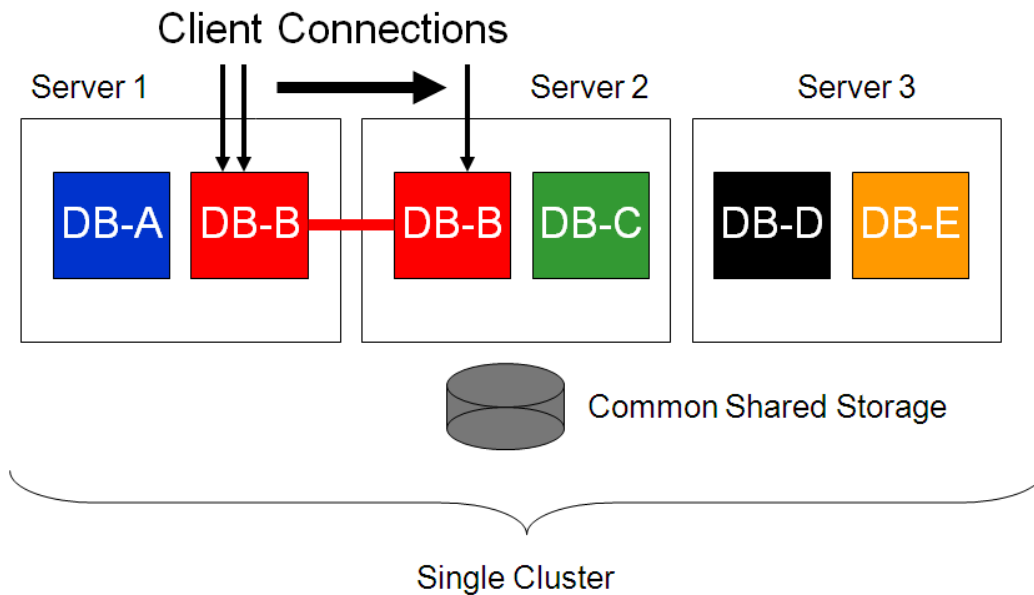 Client Connections
Server 1
Server 2
Server 3
DB-A
DB-B
DB-B
DB-C
DB-D
DB-E
Common Shared Storage
Single Cluster